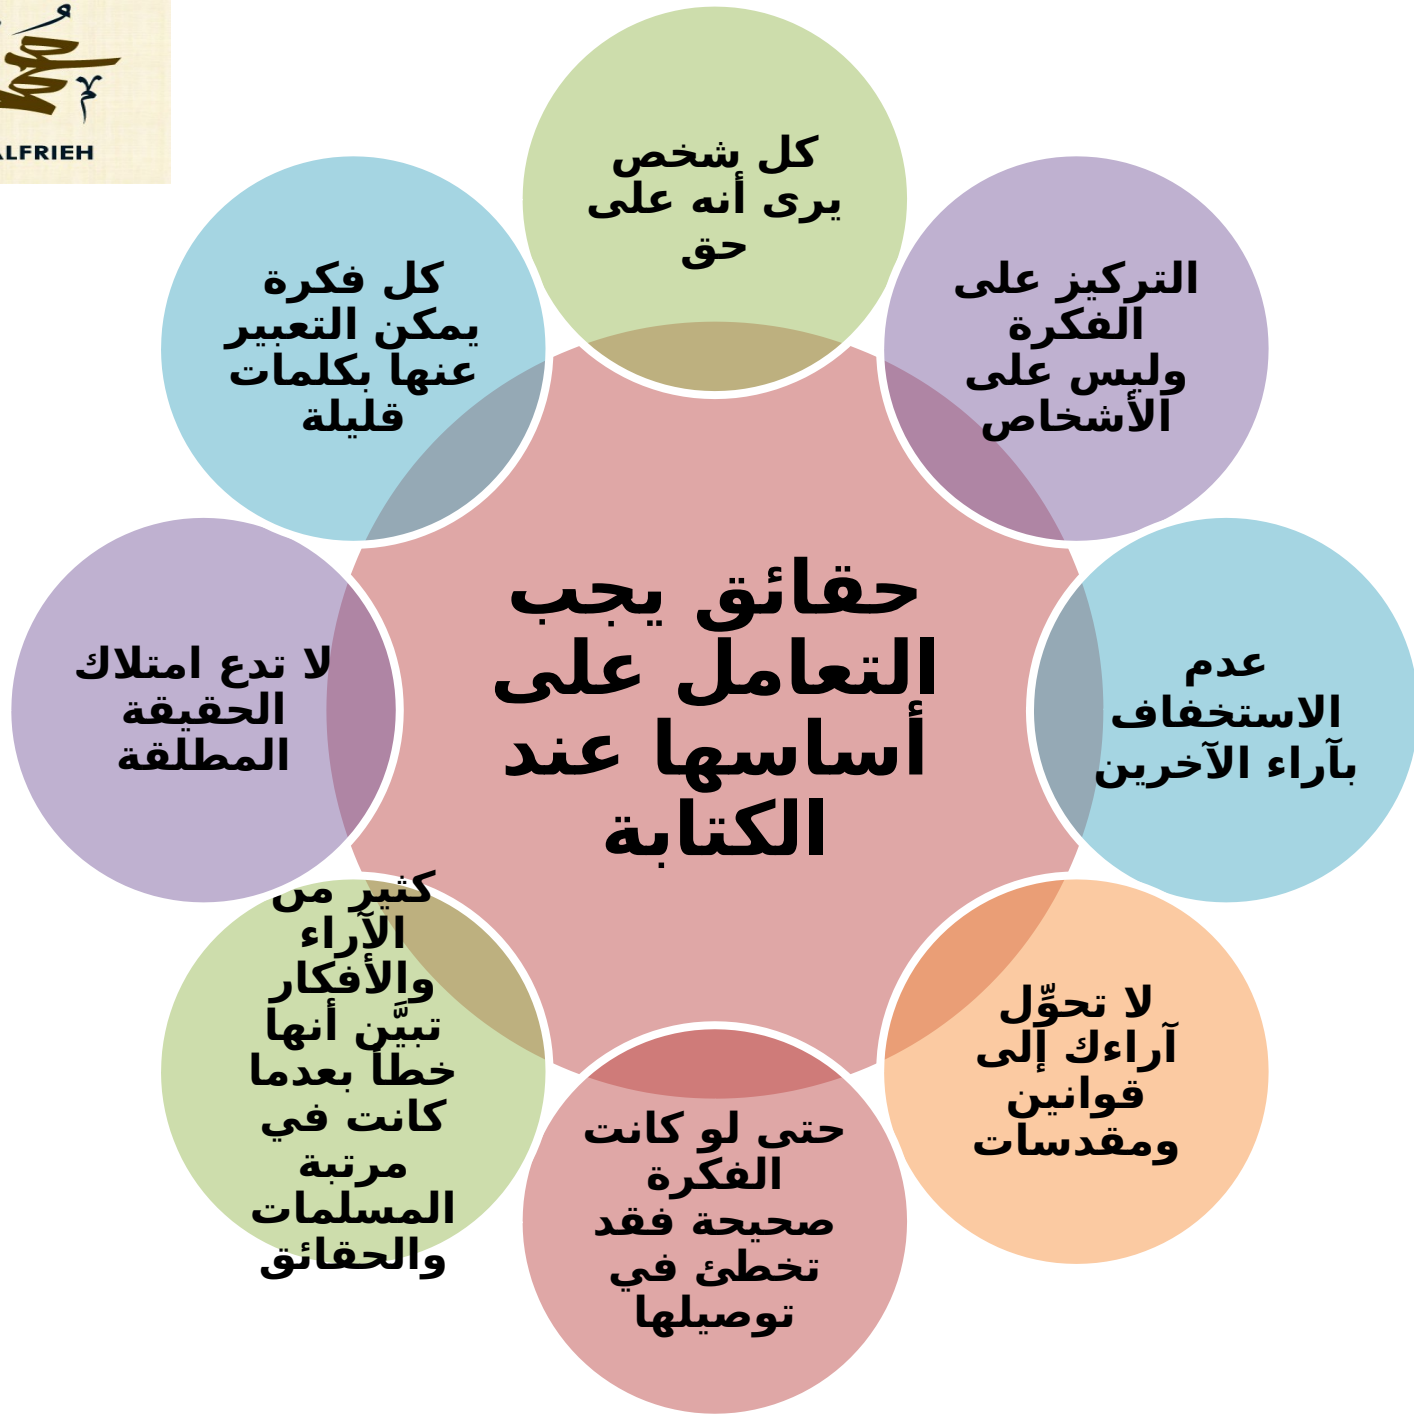 ALFRIEH
كل شخص
يرى أنه على
حق
التركيز على
الفكرة
وليس على
الأشخاص
عدم
الاستخفاف
بآراء الآخرين
لا تحوِّل
آراءك إلى
قوانين
ومقدسات
حتى لو كانت
الفكرة
صحيحة فقد
تخطئ في
توصيلها
كثير من
الآراء
والأفكار
تبيَّن أنها
خطأ بعدما
كانت في
مرتبة
المسلمات
والحقائق
لا تدع امتلاك
الحقيقة
المطلقة
كل فكرة
يمكن التعبير
عنها بكلمات
قليلة
حقائق يجب
التعامل على
أساسها عند
الكتابة